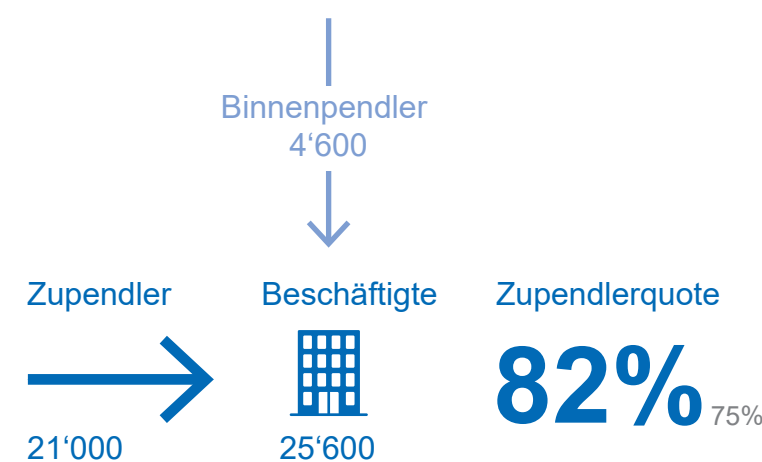 Binnenpendler
4‘600
Zupendler
Beschäftigte
Zupendlerquote
82% 75%
21‘000
25‘600